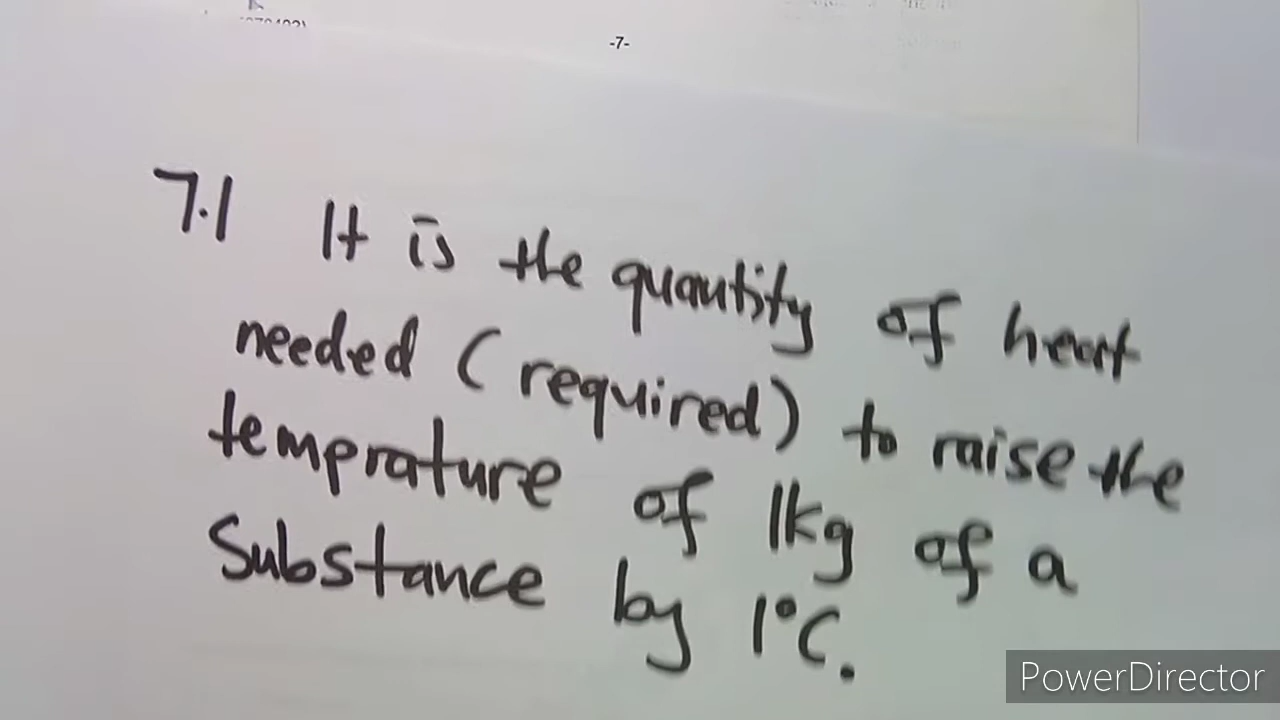 -7-
7.1 It is the quantity of heat
needed (required) to raise the
temprature of 1kg of a
Substance by 1°C.
PowerDirector